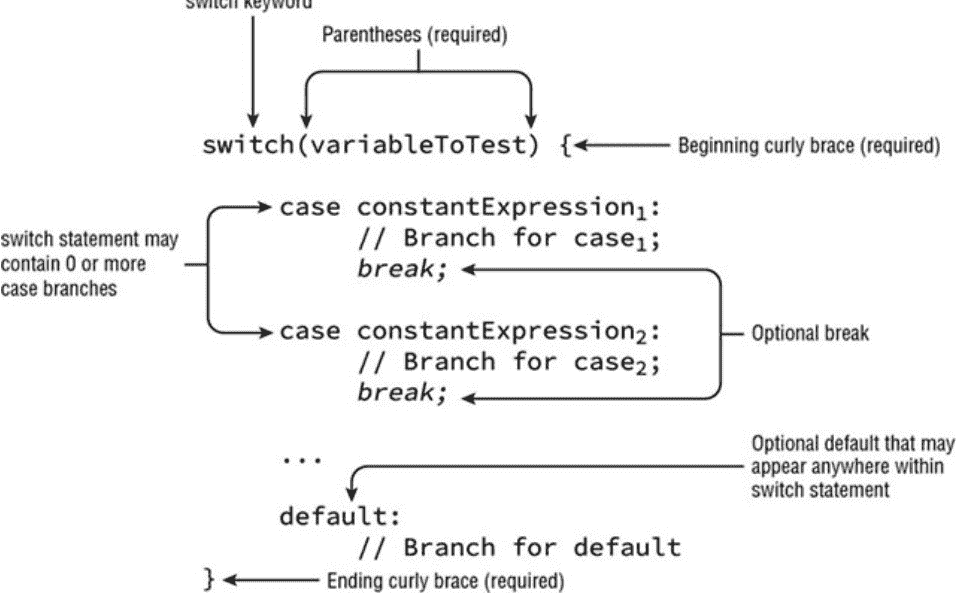 switch keyword
Parentheses (required)
switch(variableToTest) {
Beginning curly brace (required)
case constantExpression₁:
// Branch for case₁;
break;
switch statement may
contain 0 or more
case branches
case constantExpression₂:
// Branch for case₂;
break;
Optional break
...
Optional default that may
appear anywhere within
switch statement
default:
// Branch for default
}
Ending curly brace (required)